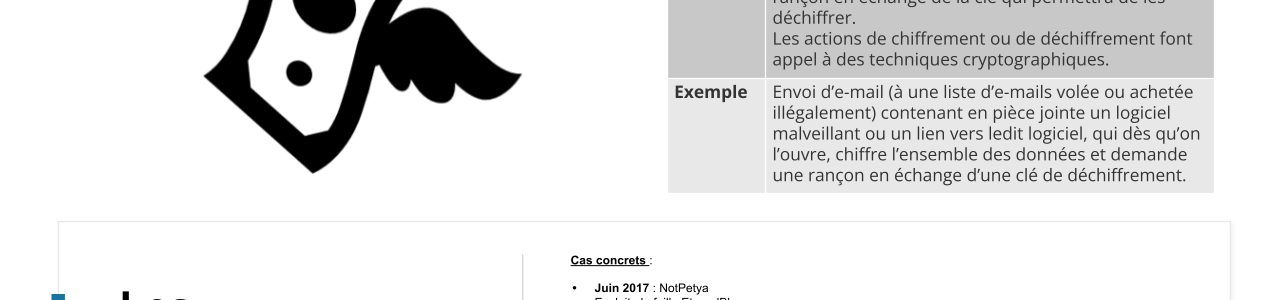 rançon en échange de la clé qui permettra de les
déchiffrer.
Les actions de chiffrement ou de déchiffrement font
appel à des techniques cryptographiques.
Exemple
Envoi d’e-mail (à une liste d’e-mails volée ou achetée
illégalement) contenant en pièce jointe un logiciel
malveillant ou un lien vers ledit logiciel, qui dès qu’on
l’ouvre, chiffre l’ensemble des données et demande
une rançon en échange d’une clé de déchiffrement.
Cas concrets :
• Juin 2017 : NotPetya